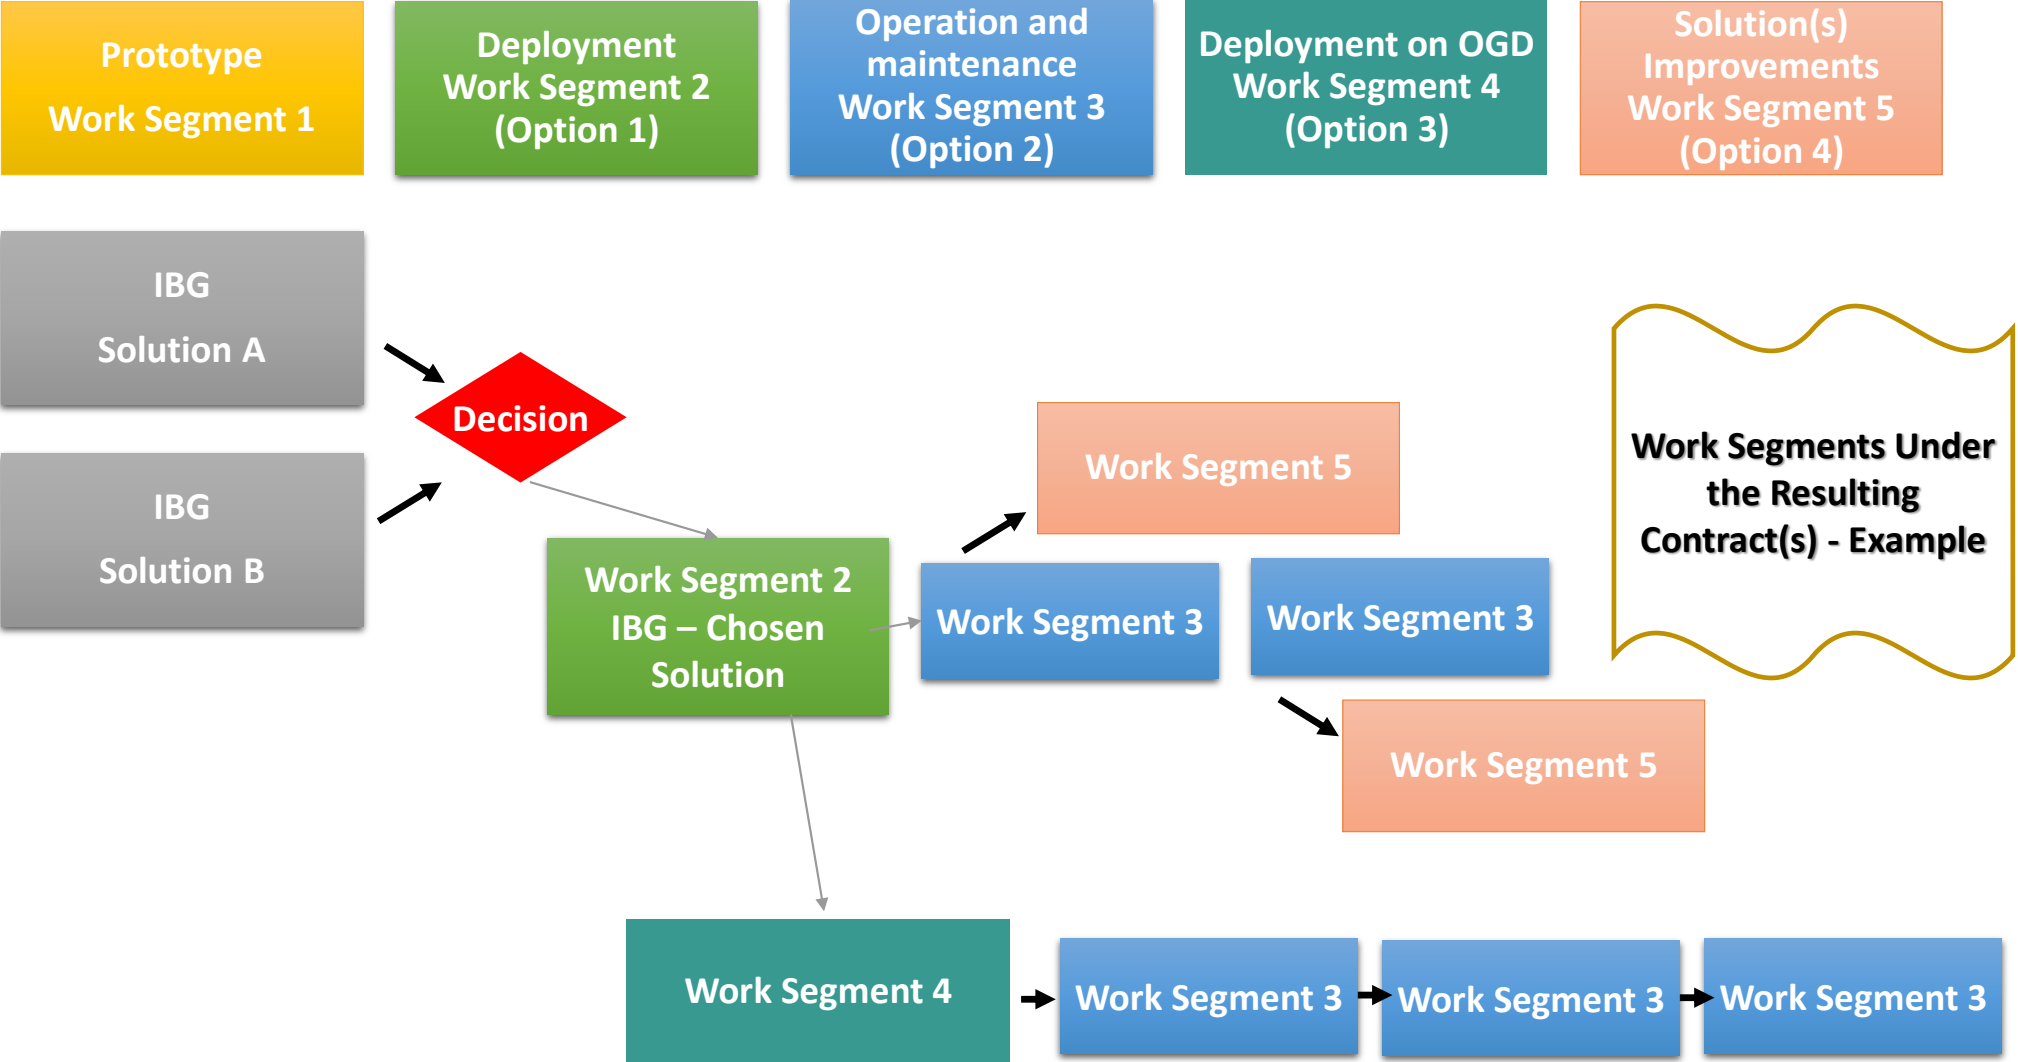 Prototype
Work Segment 1
Deployment
Work Segment 2
(Option 1)
Operation and
maintenance
Work Segment 3
(Option 2)
Deployment on OGD
Work Segment 4
(Option 3)
Solution(s)
Improvements
Work Segment 5
(Option 4)
IBG
Solution A
IBG
Solution B
Decision
Work Segment 2
IBG – Chosen
Solution
Work Segment 5
Work Segment 3
Work Segment 3
Work Segment 5
Work Segments Under
the Resulting
Contract(s) - Example
Work Segment 4
Work Segment 3
Work Segment 3
Work Segment 3